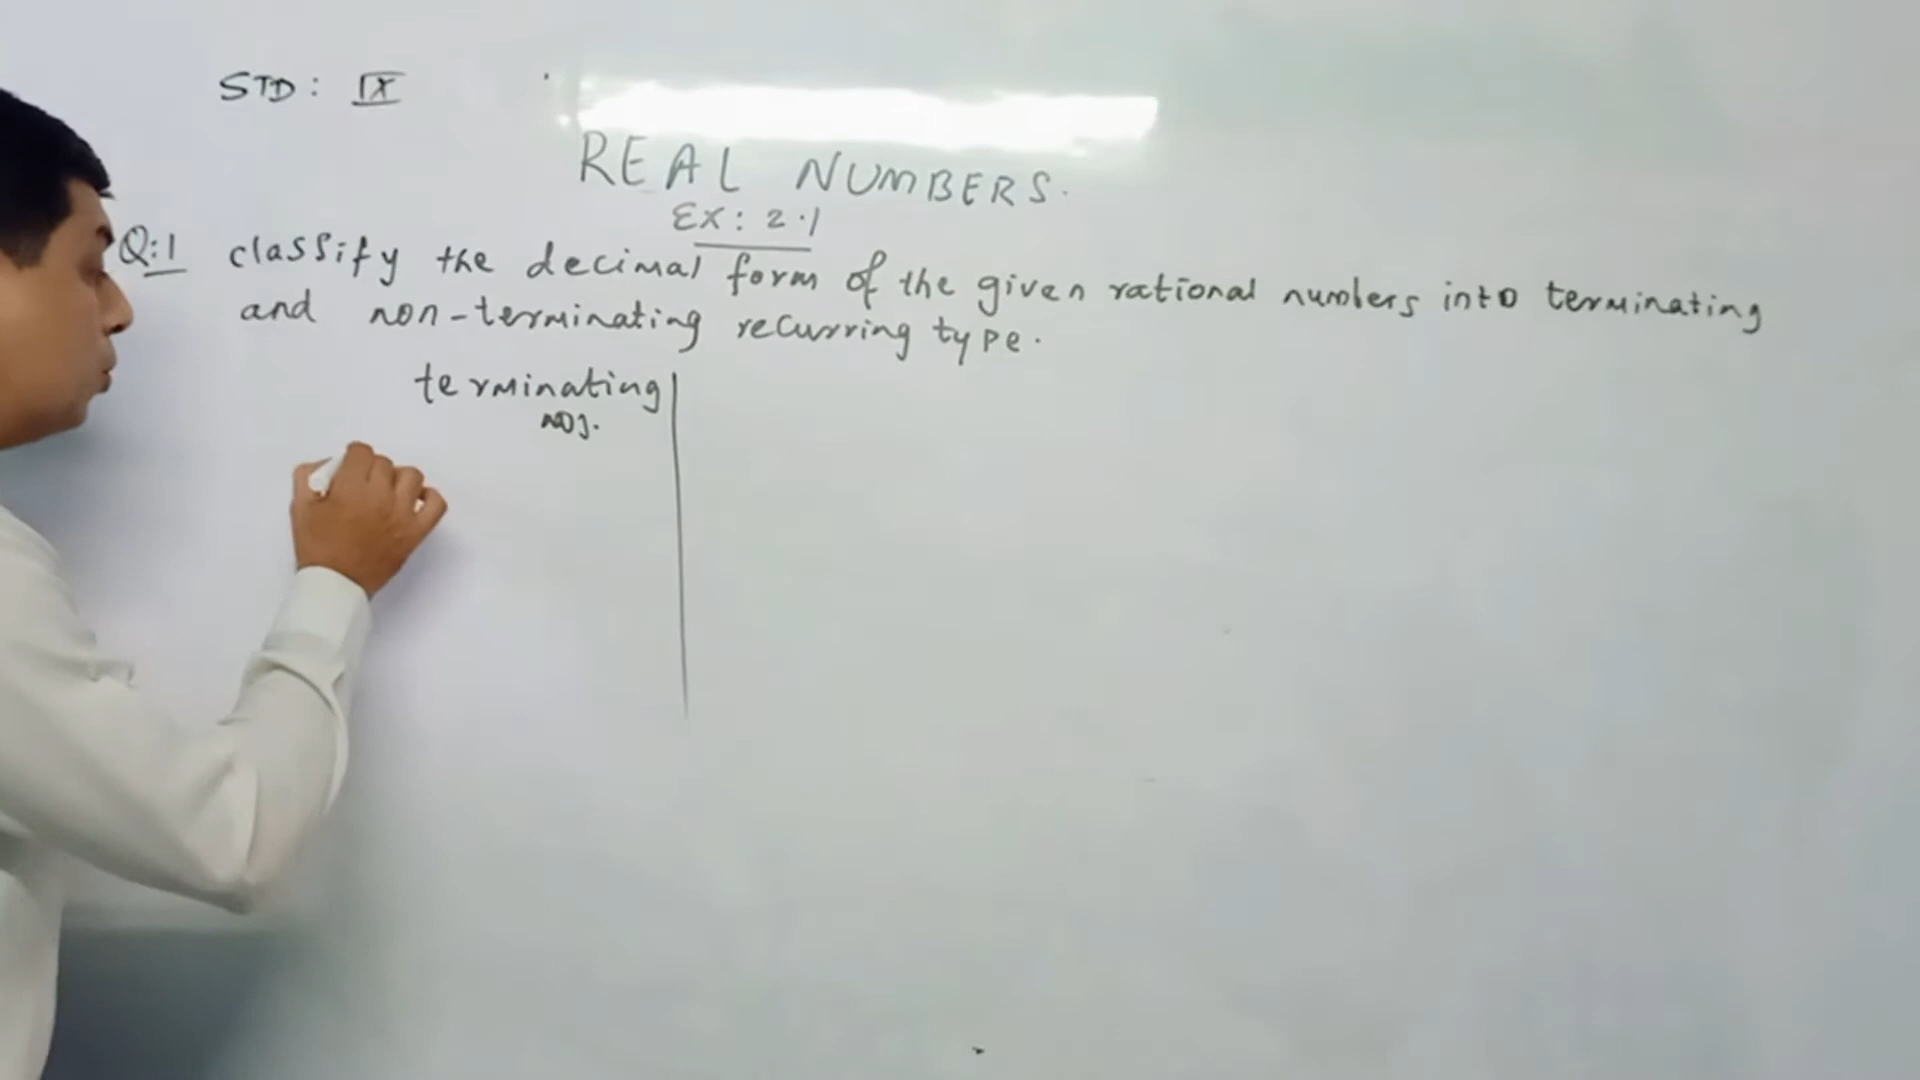 STD: IX
REAL NUMBERS.
Ex: 2.1
Q:1 classify the decimal form of the given rational numbers into terminating
and non-terminating recurring type.
terminating